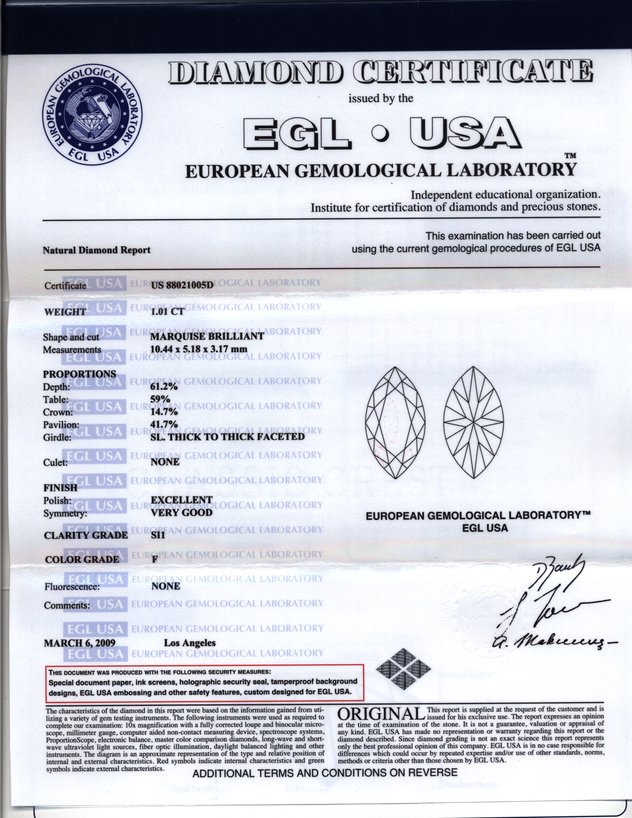 EUROPEAN GEMOLOGICAL LABORATORY
EGL USA
DIAMOND CERTIFICATE
issued by the
EGL • USA
EUROPEAN GEMOLOGICAL LABORATORY™
Independent educational organization.
Institute for certification of diamonds and precious stones.
Natural Diamond Report
This examination has been carried out
using the current gemological procedures of EGL USA
Certificate US 88021005D
WEIGHT 1.01 CT
Shape and cut MARQUISE BRILLIANT
Measurements 10.44 x 5.18 x 3.17 mm
PROPORTIONS
Depth: 61.2%
Table: 59%
Crown: 14.7%
Pavilion: 41.7%
Girdle: SL. THICK TO THICK FACETED
Culet: NONE
FINISH
Polish: EXCELLENT
Symmetry: VERY GOOD
CLARITY GRADE SI1
COLOR GRADE F
Fluorescence: NONE
Comments:
MARCH 6, 2009 Los Angeles
EUROPEAN GEMOLOGICAL LABORATORY™
EGL USA
THIS DOCUMENT WAS PRODUCED WITH THE FOLLOWING SECURITY MEASURES:
Special document paper, ink screens, holographic security seal, tamperproof background
designs, EGL USA embossing and other safety features, custom designed for EGL USA.
The characteristics of the diamond in this report were based on the information gained from uti-
lizing a variety of gem testing instruments. The following instruments were used as required to
complete our examination: 10x magnification with a fully corrected loupe and binocular micro-
scope, millimeter gauge, computer aided non-contact measuring device, spectroscope systems,
ProportionScope, electronic balance, master color comparison diamonds, long-wave and short-
wave ultraviolet light sources, fiber optic illumination, daylight balanced lighting and other
instruments. The diagram is an approximate representation of the type and relative position of
internal and external characteristics. Red symbols indicate internal characteristics and green
symbols indicate external characteristics.
ORIGINAL This report is supplied at the request of the customer and is
issued for his exclusive use. The report expresses an opinion
at the time of examination of the stone. It is not a guarantee, valuation or appraisal of
any kind. EGL USA has made no representation or warranty regarding this report or the
diamond described. Since diamond grading is not an exact science this report represents
only the best professional opinion of this company. EGL USA is in no case responsible for
differences which could occur by repeated expertise and/or use of other standards, norms,
methods or criteria other than those chosen by EGL USA.
ADDITIONAL TERMS AND CONDITIONS ON REVERSE